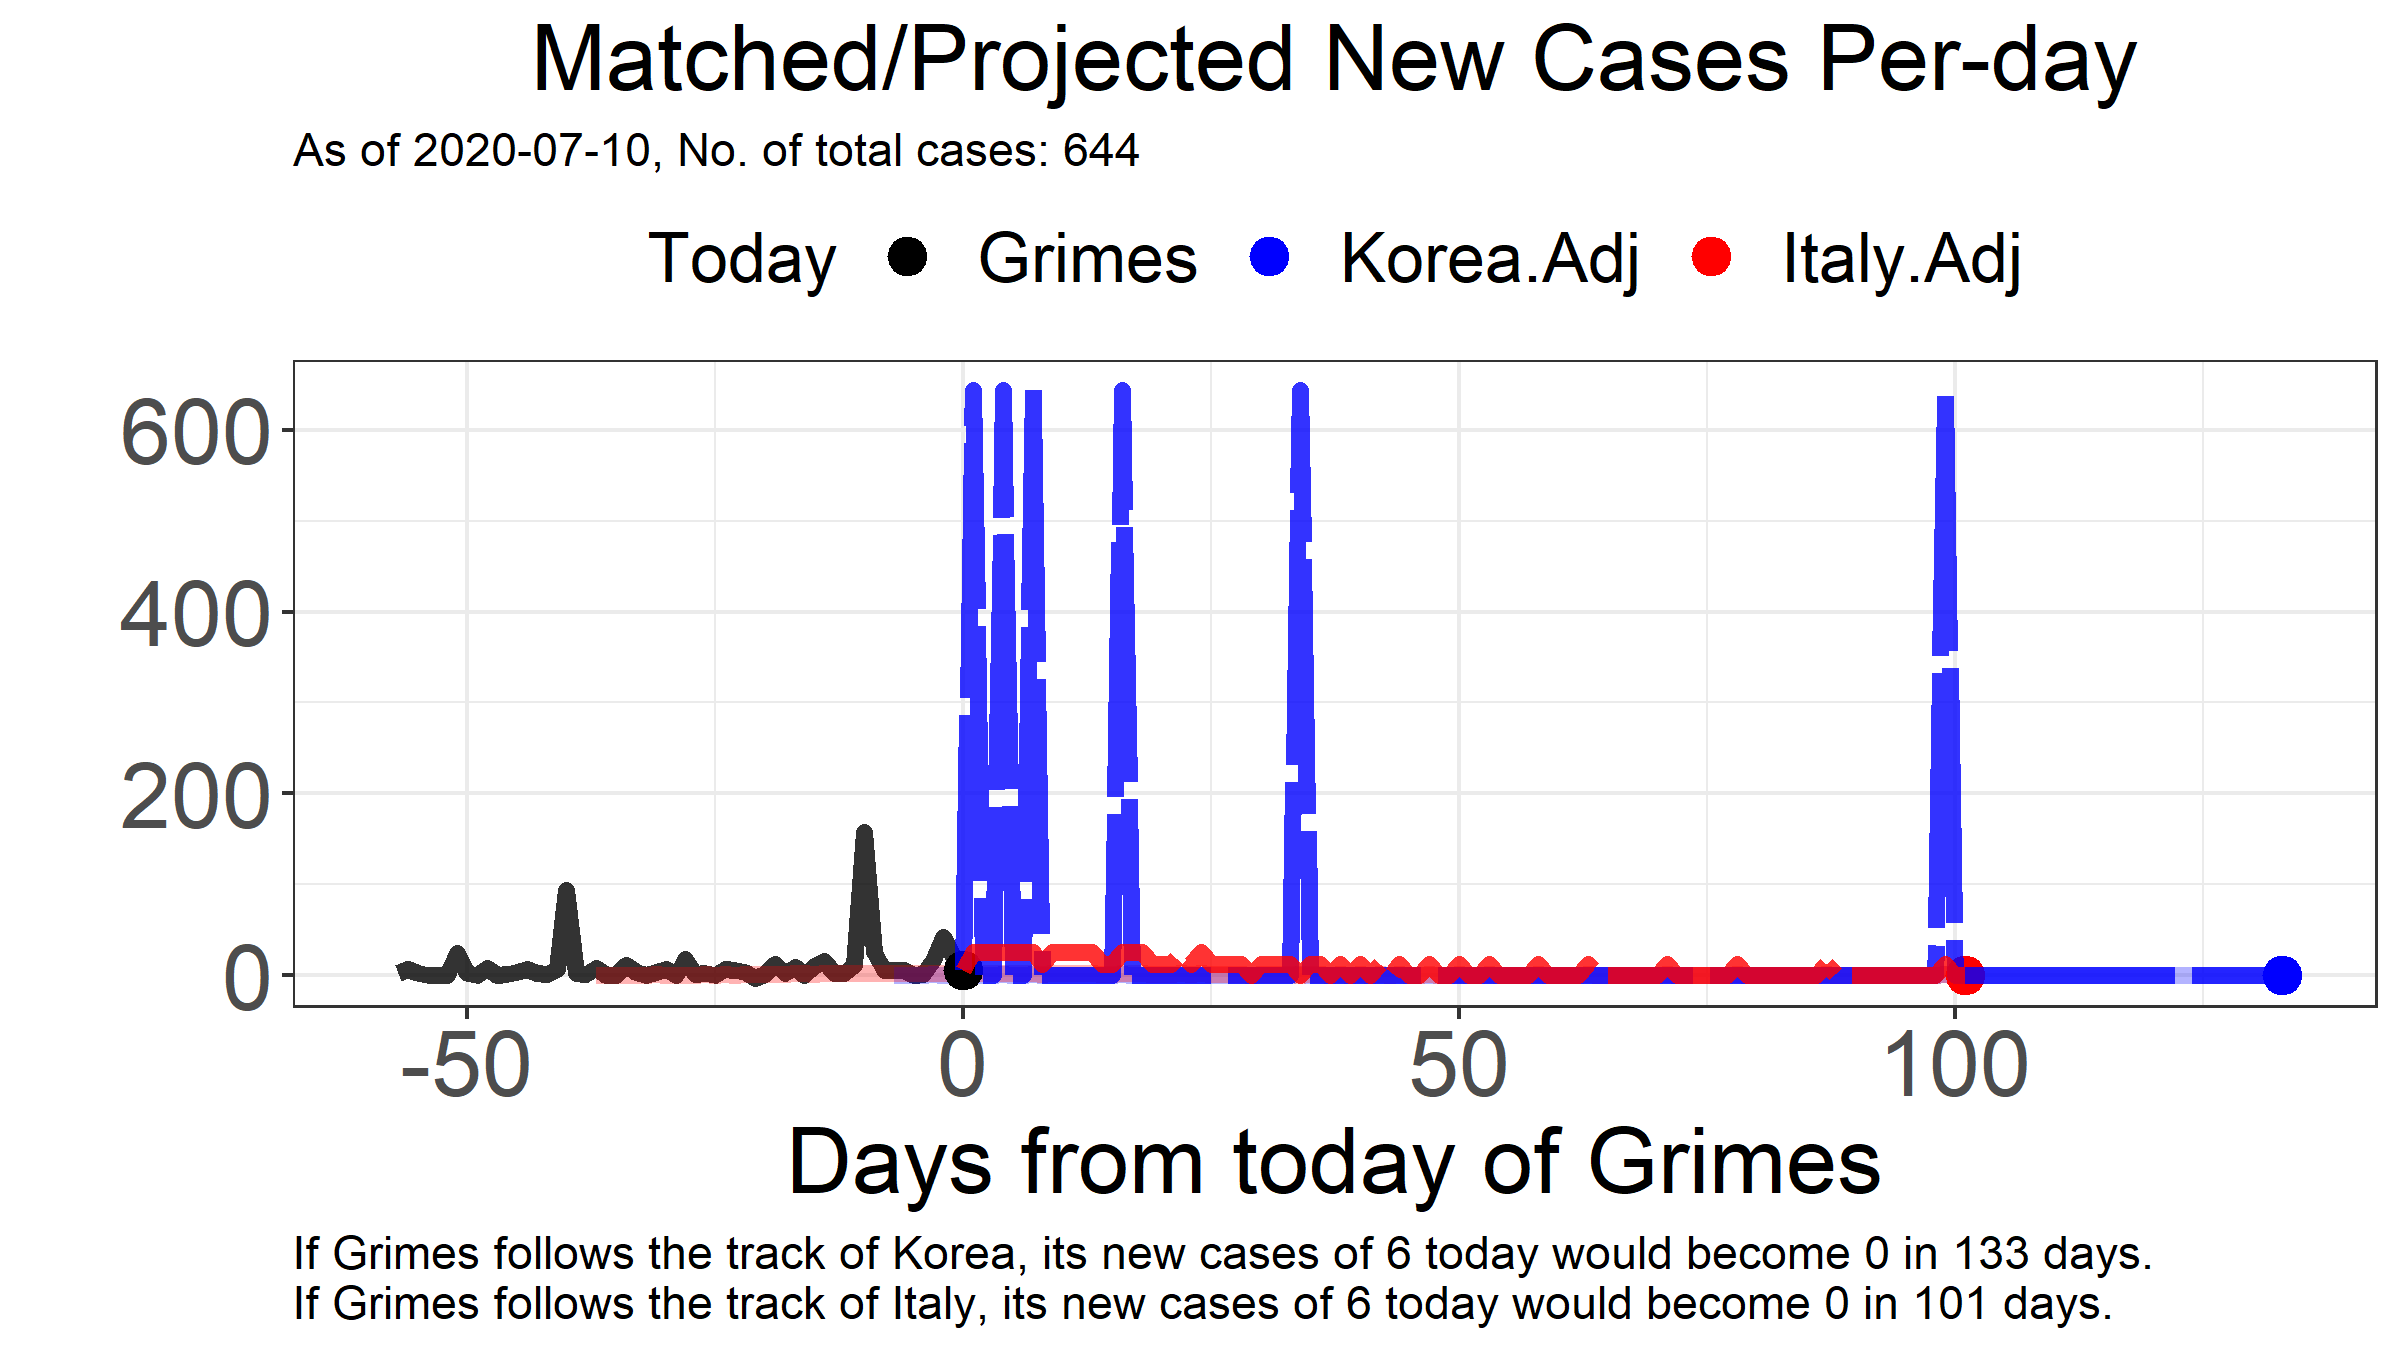 Matched/Projected New Cases Per-day
As of 2020-07-10, No. of total cases: 644
Today Grimes Korea.Adj Italy.Adj
600
400
200
0
-50 0 50 100
Days from today of Grimes
If Grimes follows the track of Korea, its new cases of 6 today would become 0 in 133 days.
If Grimes follows the track of Italy, its new cases of 6 today would become 0 in 101 days.